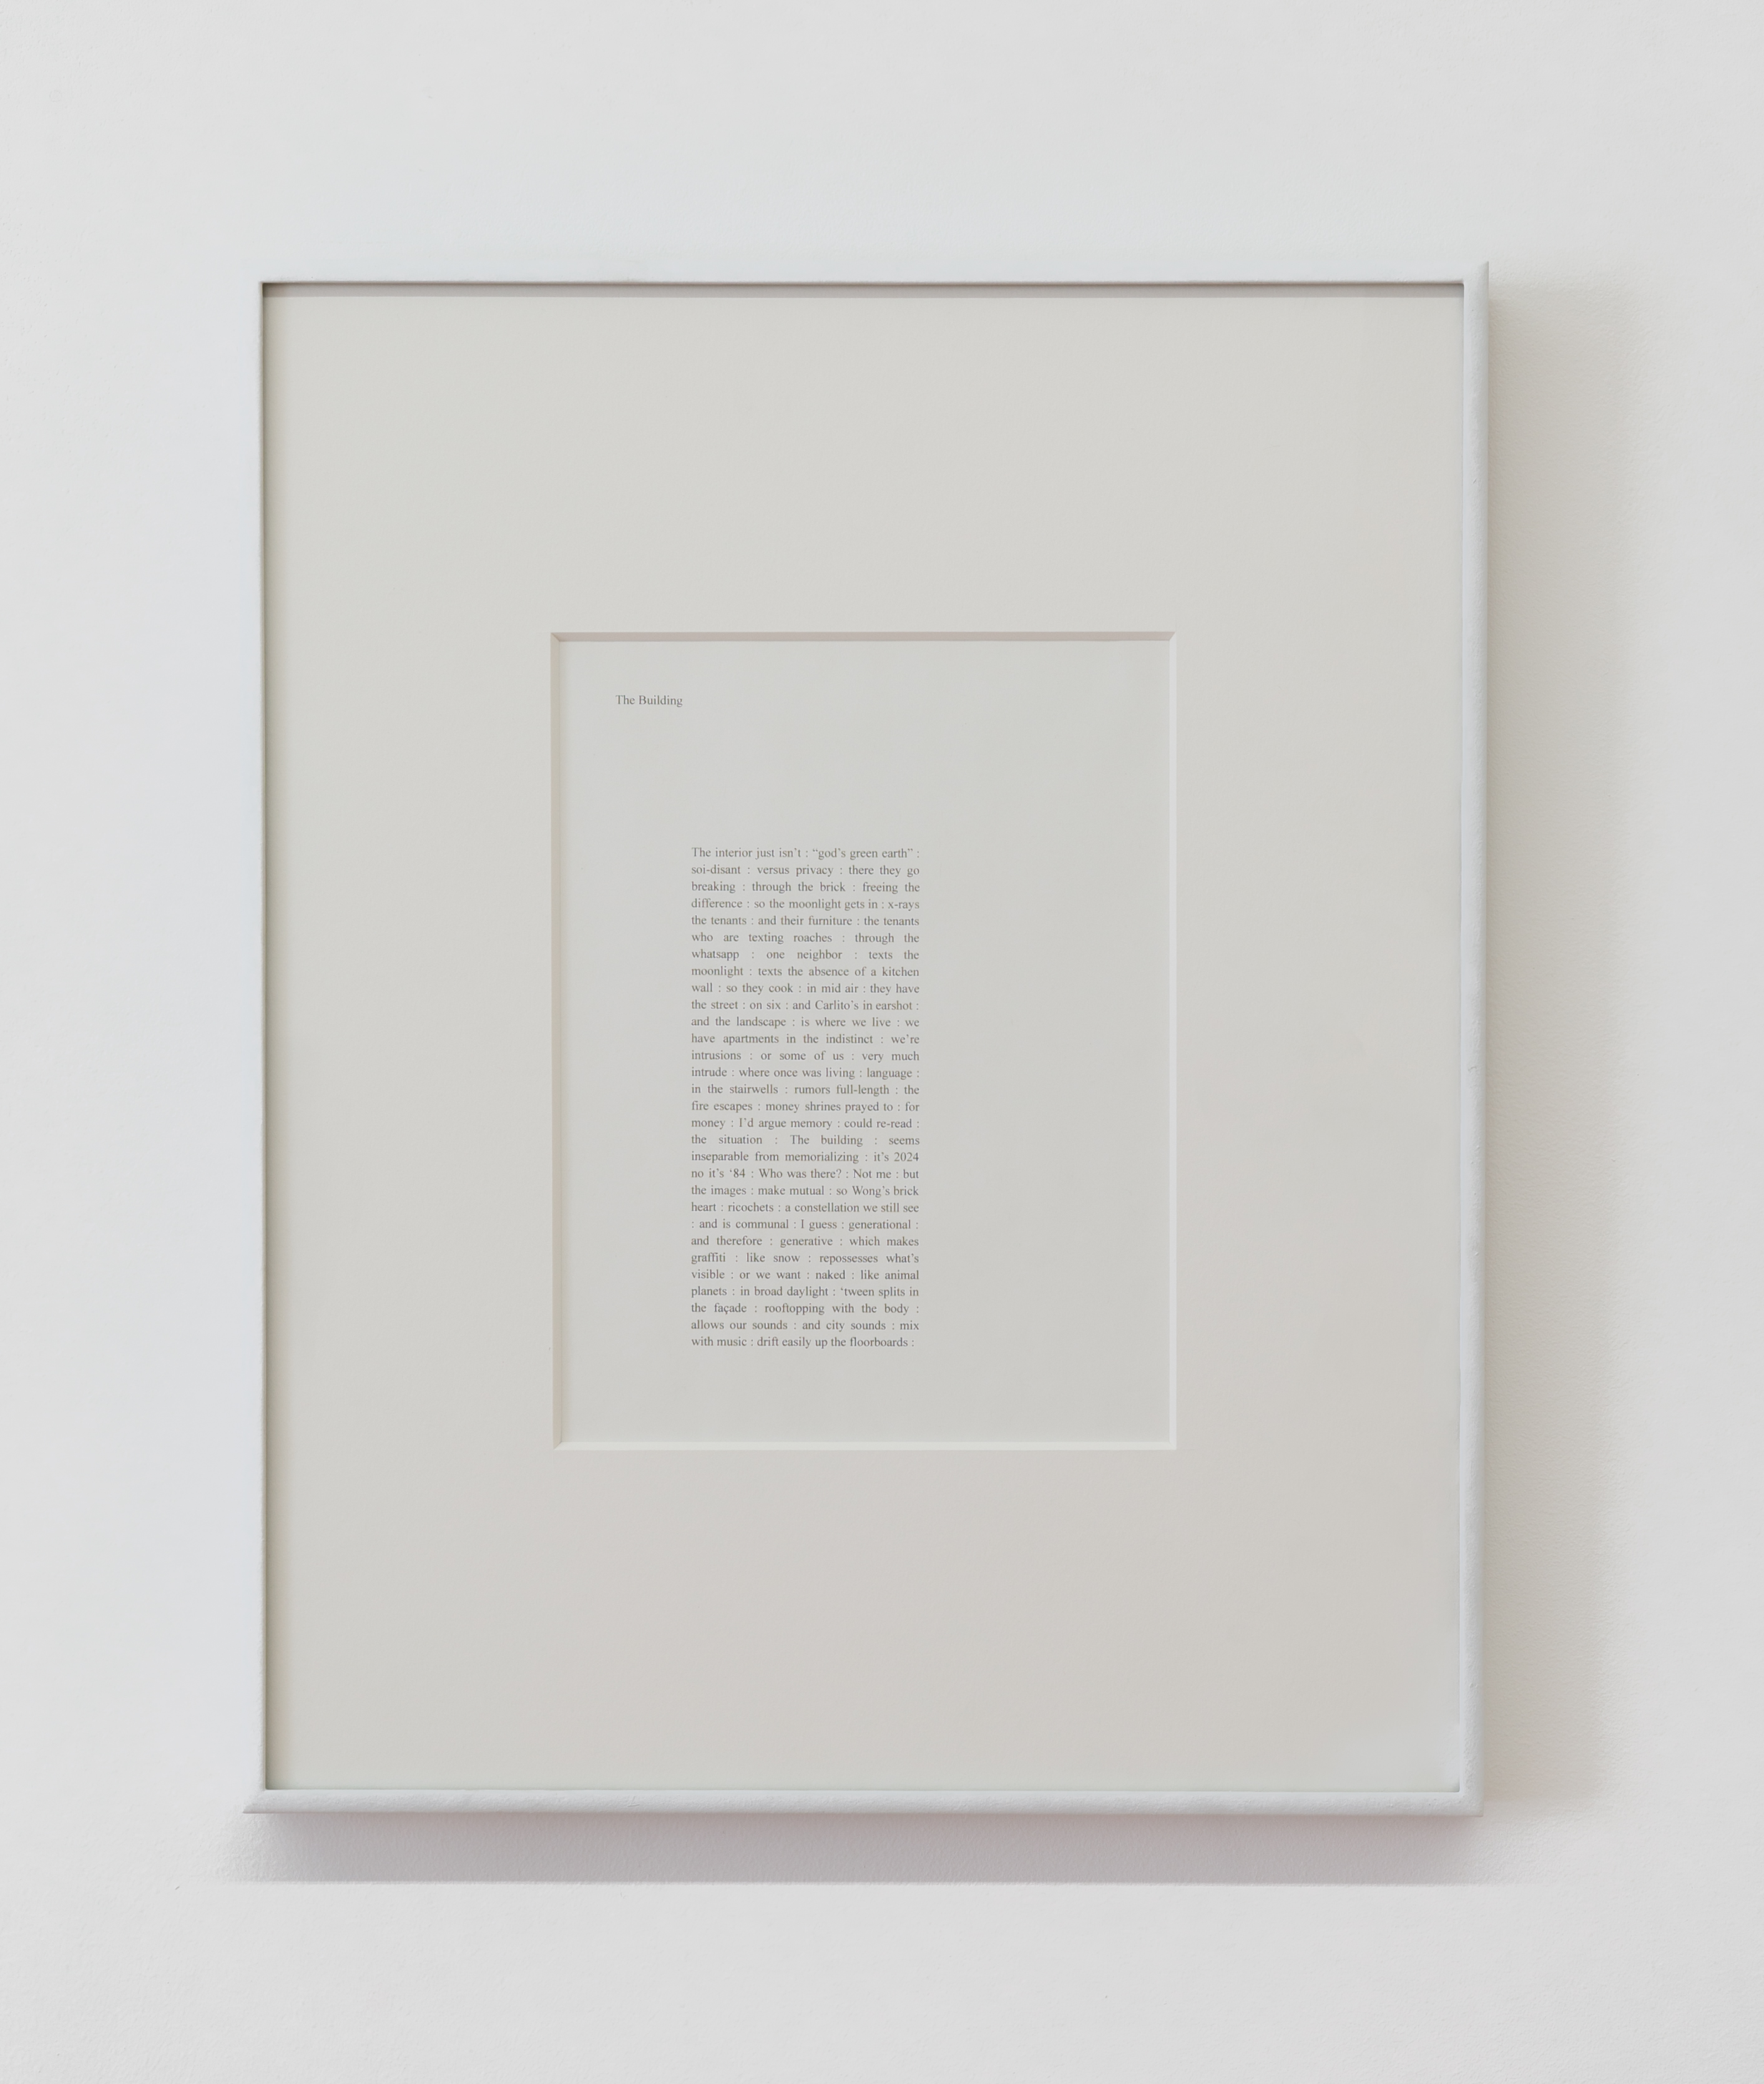 The Building
The interior just isn’t : “god’s green earth” :
soi-disant : versus privacy : there they go
breaking : through the brick : freeing the
difference : so the moonlight gets in : x-rays
the tenants : and their furniture : the tenants
who are texting roaches : through the
whatsapp : one neighbor : texts the
moonlight : texts the absence of a kitchen
wall : so they cook : in mid air : they have
the street : on six : and Carlito’s in earshot :
and the landscape : is where we live : we
have apartments in the indistinct : we’re
intrusions : or some of us : very much
intrude : where once was living : language :
in the stairwells : rumors full-length : the
fire escapes : money shrines prayed to : for
money : I’d argue memory : could re-read :
the situation : The building : seems
inseparable from memorializing : it’s 2024
no it’s ‘84 : Who was there? : Not me : but
the images : make mutual : so Wong’s brick
heart : ricochets : a constellation we still see
: and is communal : I guess : generational :
and therefore : generative : which makes
graffiti : like snow : repossesses what’s
visible : or we want : naked : like animal
planets : in broad daylight : ‘tween splits in
the façade : rooftopping with the body :
allows our sounds : and city sounds : mix
with music : drift easily up the floorboards :